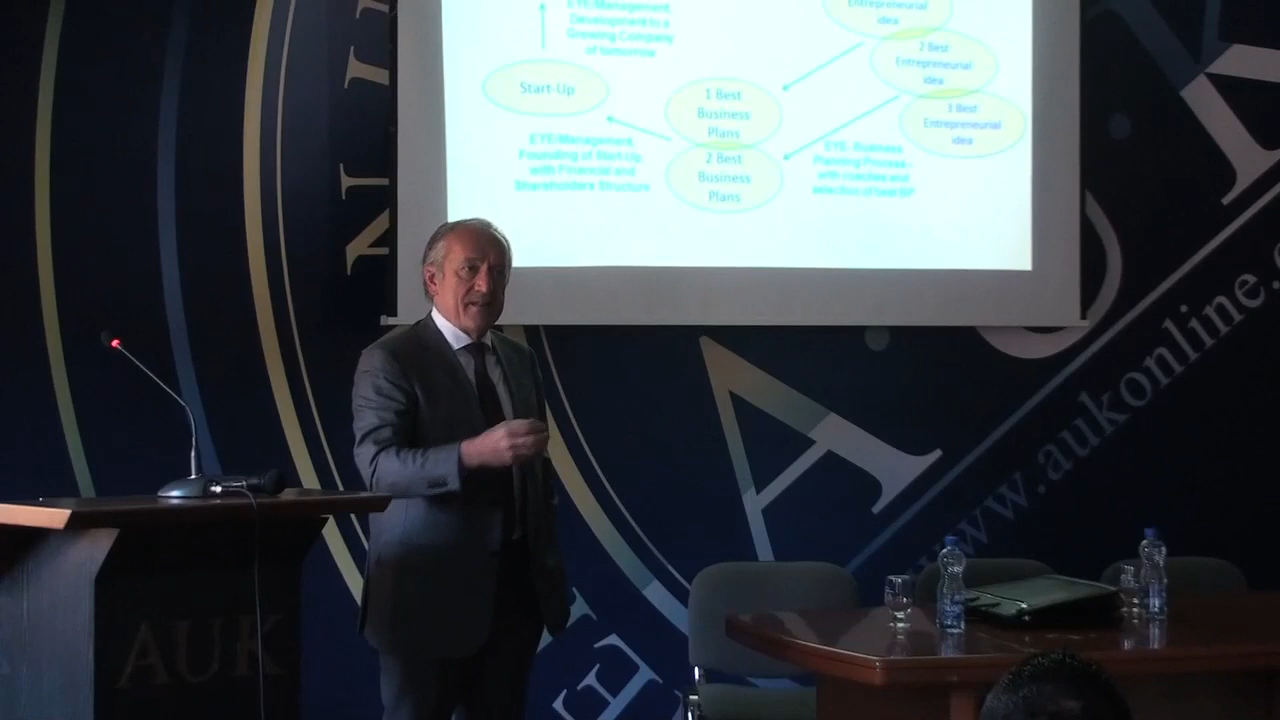 EYE/Management,
Development to a
Growing Company
of tomorrow
Start-Up
EYE/Management,
Founding of Start-Up,
with Financial and
Shareholders Structure
1 Best
Business
Plans
2 Best
Business
Plans
Entrepreneurial
idea
2 Best
Entrepreneurial
idea
3 Best
Entrepreneurial
idea
EYE- Business
Planning Process-
with coaches and
selection of best BP
www.aukonline.
AUK